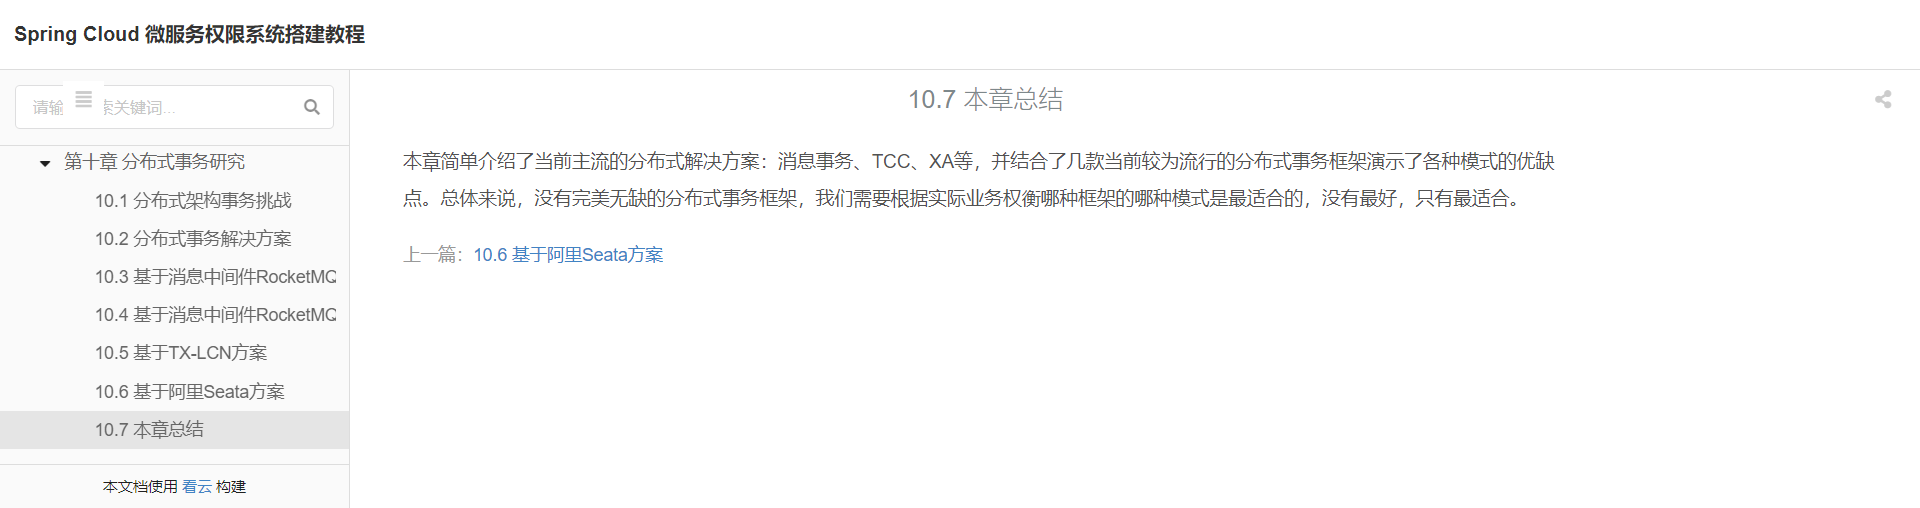 Spring Cloud 微服务权限系统搭建教程
请输 索关键词...
第十章 分布式事务研究
10.1 分布式架构事务挑战
10.2 分布式事务解决方案
10.3 基于消息中间件RocketMQ
10.4 基于消息中间件RocketMQ
10.5 基于TX-LCN方案
10.6 基于阿里Seata方案
10.7 本章总结
本文档使用 看云 构建
10.7 本章总结
本章简单介绍了当前主流的分布式解决方案：消息事务、TCC、XA等，并结合了几款当前较为流行的分布式事务框架演示了各种模式的优缺
点。总体来说，没有完美无缺的分布式事务框架，我们需要根据实际业务权衡哪种框架的哪种模式是最适合的，没有最好，只有最适合。
上一篇：10.6 基于阿里Seata方案